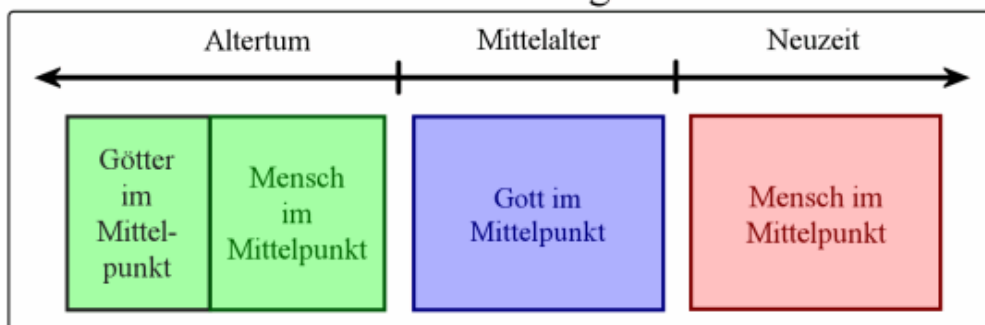 Altertum
Mittelalter
Neuzeit
Götter
im
Mittel-
punkt
Mensch
im
Mittelpunkt
Gott im
Mittelpunkt
Mensch im
Mittelpunkt